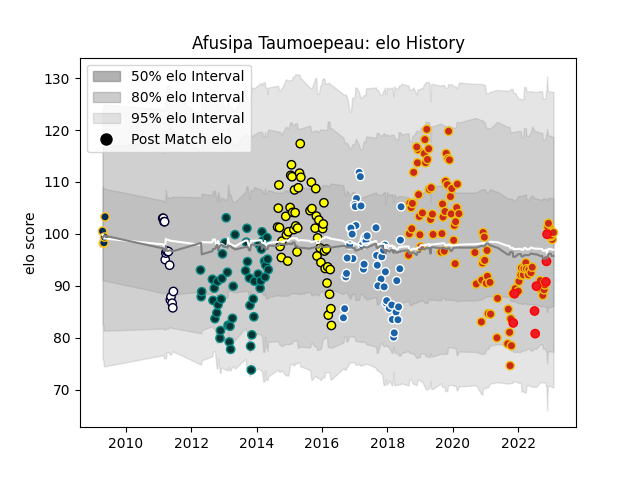 Afusipa Taumoepeau: elo History
50% elo Interval
80% elo Interval
95% elo Interval
Post Match elo
elo score
130
120
110
100
90
80
70
2010
2012
2014
2016
2018
2020
2022